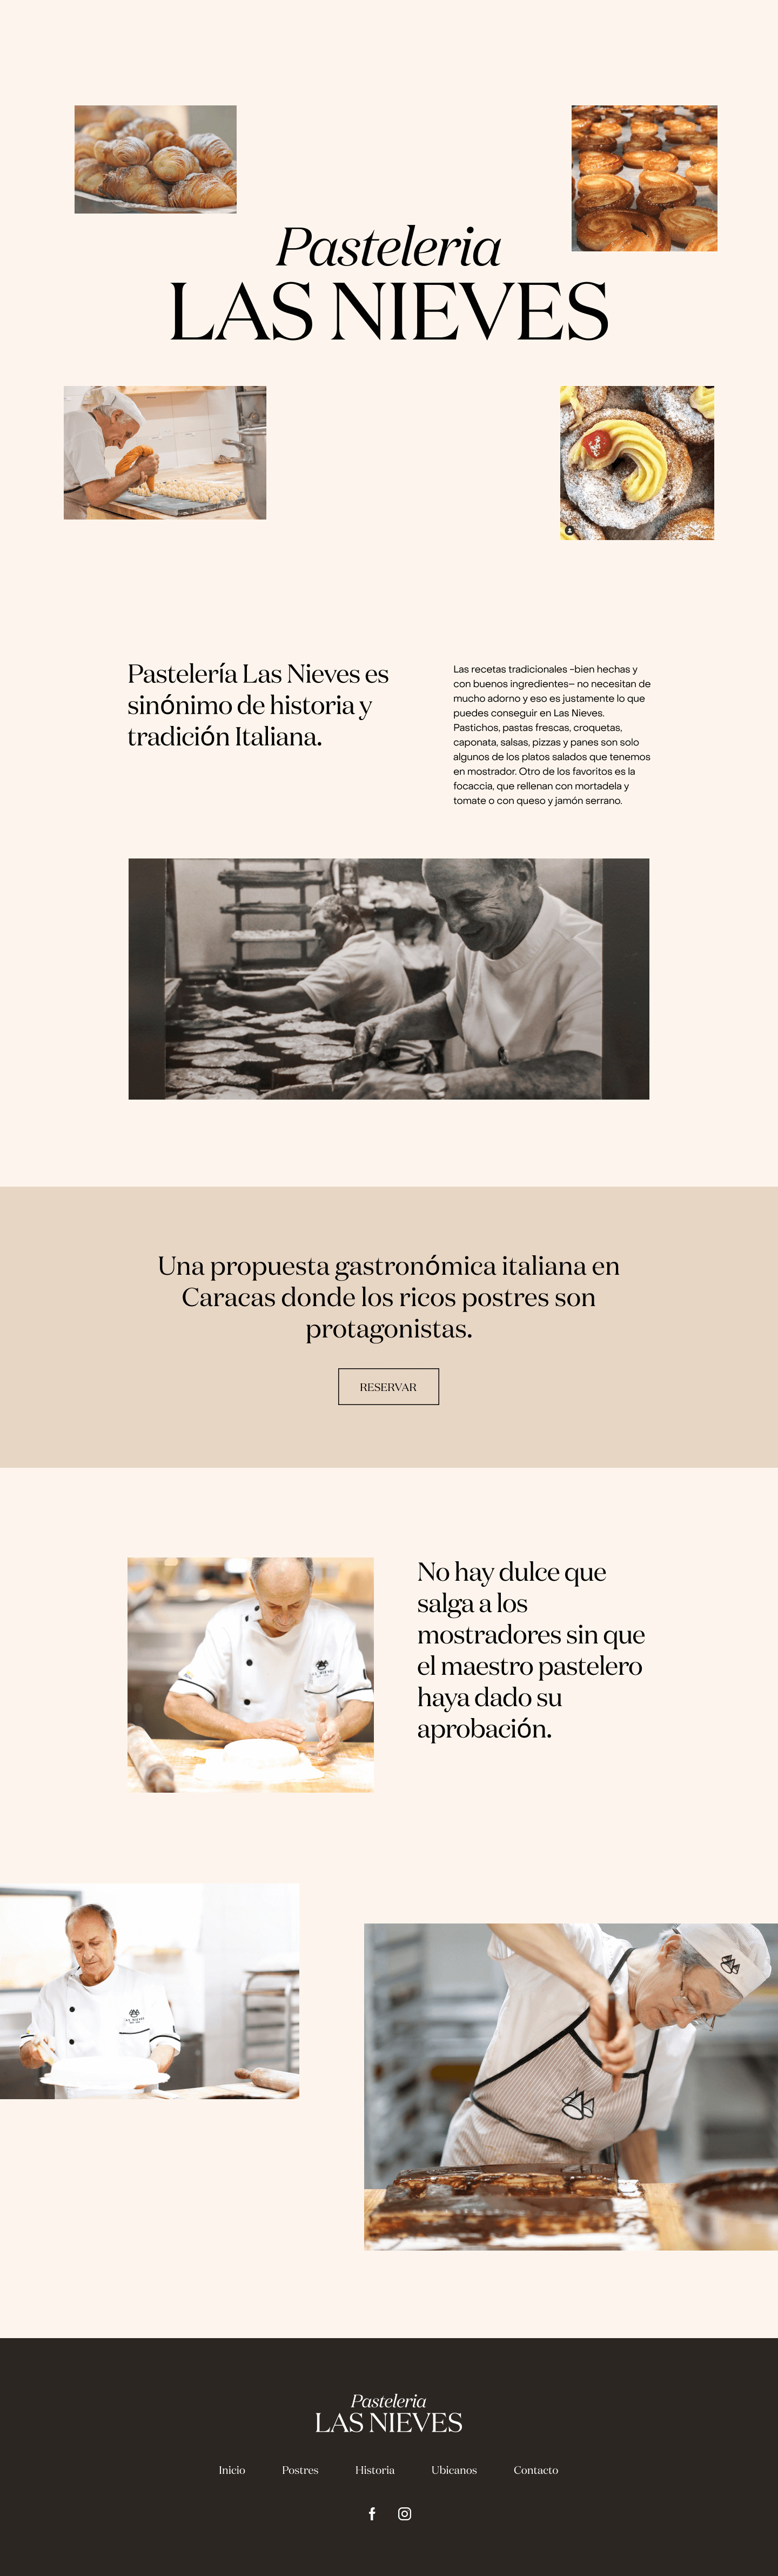 Pasteleria
LAS NIEVES
Pastelería Las Nieves es
sinónimo de historia y
tradición Italiana.
Las recetas tradicionales –bien hechas y
con buenos ingredientes— no necesitan de
mucho adorno y eso es justamente lo que
puedes conseguir en Las Nieves.
Pastichos, pastas frescas, croquetas,
caponata, salsas, pizzas y panes son solo
algunos de los platos salados que tenemos
en mostrador. Otro de los favoritos es la
focaccia, que rellenan con mortadela y
tomate o con queso y jamón serrano.
Una propuesta gastronómica italiana en
Caracas donde los ricos postres son
protagonistas.
RESERVAR
No hay dulce que
salga a los
mostradores sin que
el maestro pastelero
haya dado su
aprobación.
Pasteleria
LAS NIEVES
Inicio Postres Historia Ubicanos Contacto